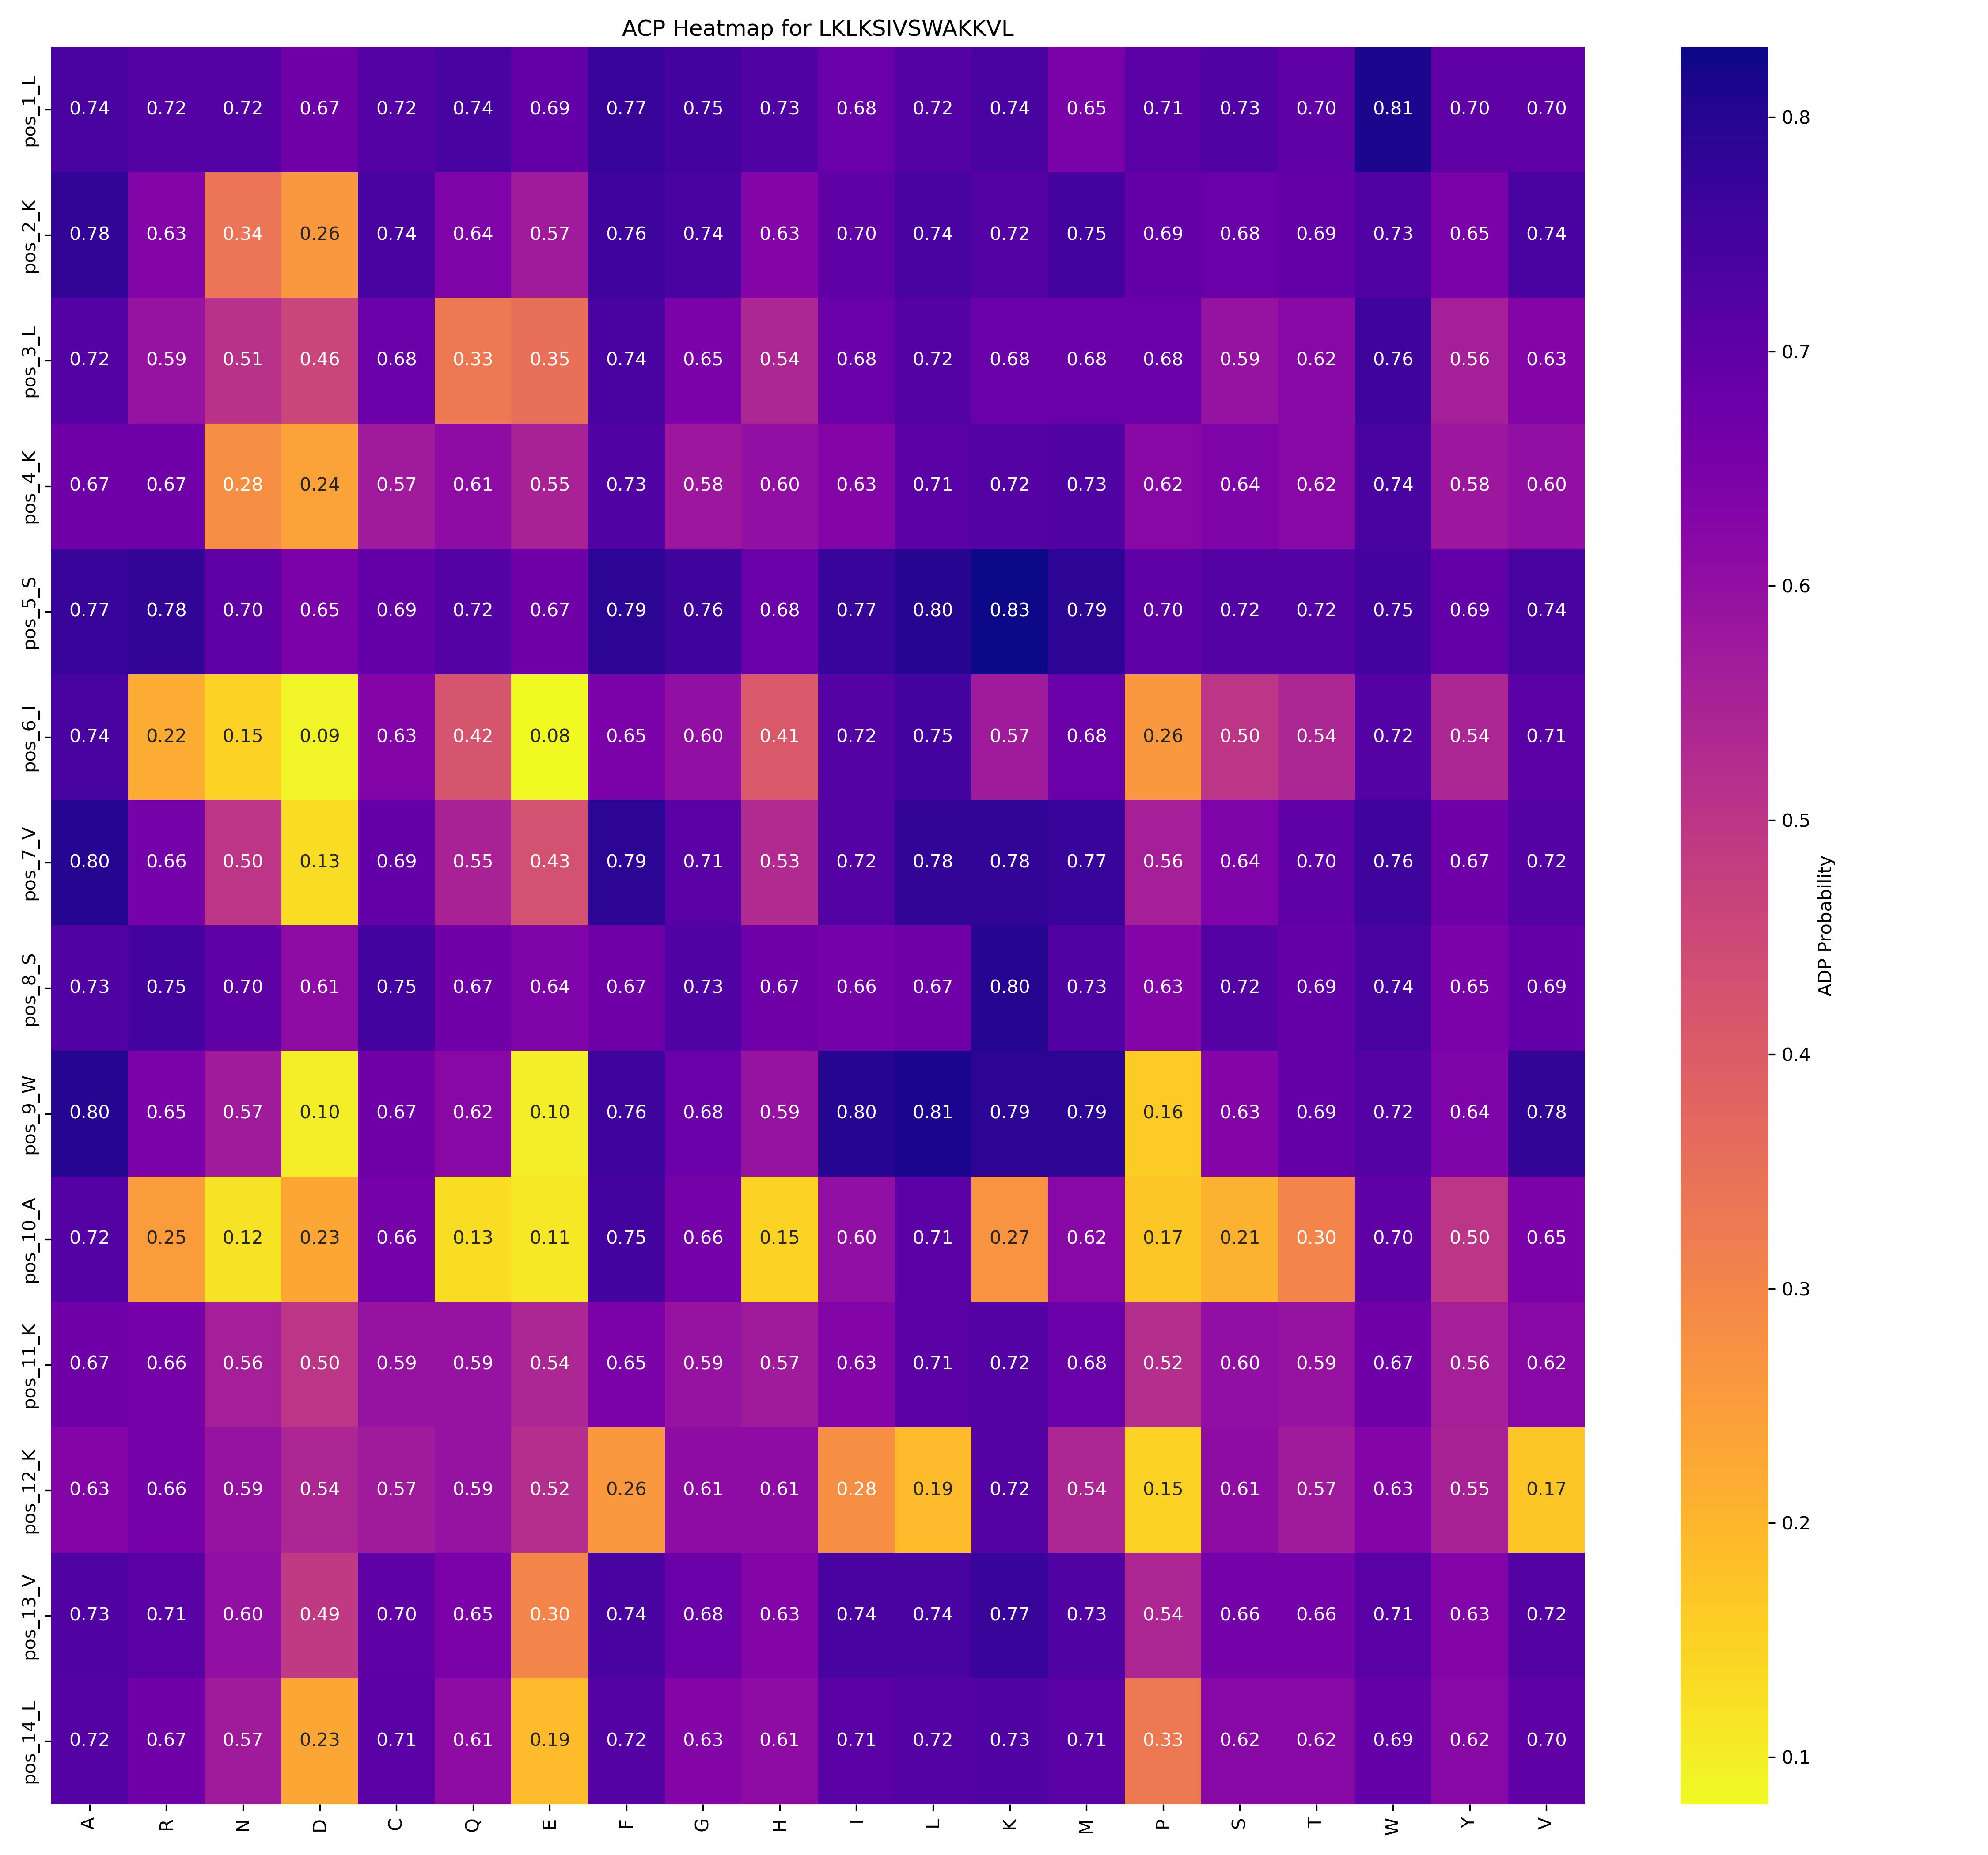 ACP Heatmap for LKLKSIVSWAKKVL
pos_1_L 0.74 0.72 0.72 0.67 0.72 0.74 0.69 0.77 0.75 0.73 0.68 0.72 0.74 0.65 0.71 0.73 0.70 0.81 0.70 0.70
pos_2_K 0.78 0.63 0.34 0.26 0.74 0.64 0.57 0.76 0.74 0.63 0.70 0.74 0.72 0.75 0.69 0.68 0.69 0.73 0.65 0.74
pos_3_L 0.72 0.59 0.51 0.46 0.68 0.33 0.35 0.74 0.65 0.54 0.68 0.72 0.68 0.68 0.68 0.59 0.62 0.76 0.56 0.63
pos_4_K 0.67 0.67 0.28 0.24 0.57 0.61 0.55 0.73 0.58 0.60 0.63 0.71 0.72 0.73 0.62 0.64 0.62 0.74 0.58 0.60
pos_5_S 0.77 0.78 0.70 0.65 0.69 0.72 0.67 0.79 0.76 0.68 0.77 0.80 0.83 0.79 0.70 0.72 0.72 0.75 0.69 0.74
pos_6_I 0.74 0.22 0.15 0.09 0.63 0.42 0.08 0.65 0.60 0.41 0.72 0.75 0.57 0.68 0.26 0.50 0.54 0.72 0.54 0.71
pos_7_V 0.80 0.66 0.50 0.13 0.69 0.55 0.43 0.79 0.71 0.53 0.72 0.78 0.78 0.77 0.56 0.64 0.70 0.76 0.67 0.72
pos_8_S 0.73 0.75 0.70 0.61 0.75 0.67 0.64 0.67 0.73 0.67 0.66 0.67 0.80 0.73 0.63 0.72 0.69 0.74 0.65 0.69
pos_9_W 0.80 0.65 0.57 0.10 0.67 0.62 0.10 0.76 0.68 0.59 0.80 0.81 0.79 0.79 0.16 0.63 0.69 0.72 0.64 0.78
pos_10_A 0.72 0.25 0.12 0.23 0.66 0.13 0.11 0.75 0.66 0.15 0.60 0.71 0.27 0.62 0.17 0.21 0.30 0.70 0.50 0.65
pos_11_K 0.67 0.66 0.56 0.50 0.59 0.59 0.54 0.65 0.59 0.57 0.63 0.71 0.72 0.68 0.52 0.60 0.59 0.67 0.56 0.62
pos_12_K 0.63 0.66 0.59 0.54 0.57 0.59 0.52 0.26 0.61 0.61 0.28 0.19 0.72 0.54 0.15 0.61 0.57 0.63 0.55 0.17
pos_13_V 0.73 0.71 0.60 0.49 0.70 0.65 0.30 0.74 0.68 0.63 0.74 0.74 0.77 0.73 0.54 0.66 0.66 0.71 0.63 0.72
pos_14_L 0.72 0.67 0.57 0.23 0.71 0.61 0.19 0.72 0.63 0.61 0.71 0.72 0.73 0.71 0.33 0.62 0.62 0.69 0.62 0.70
A R N D C Q E F G H I L K M P S T W Y V
0.8
0.7
0.6
0.5
0.4
0.3
0.2
0.1
ADP Probability